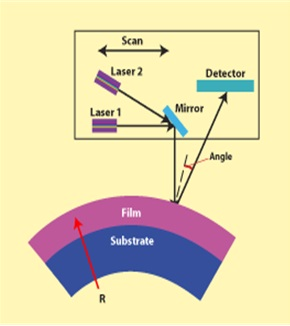 Scan
Laser 2
Detector
Laser 1
Mirror
Angle
Film
Substrate
R